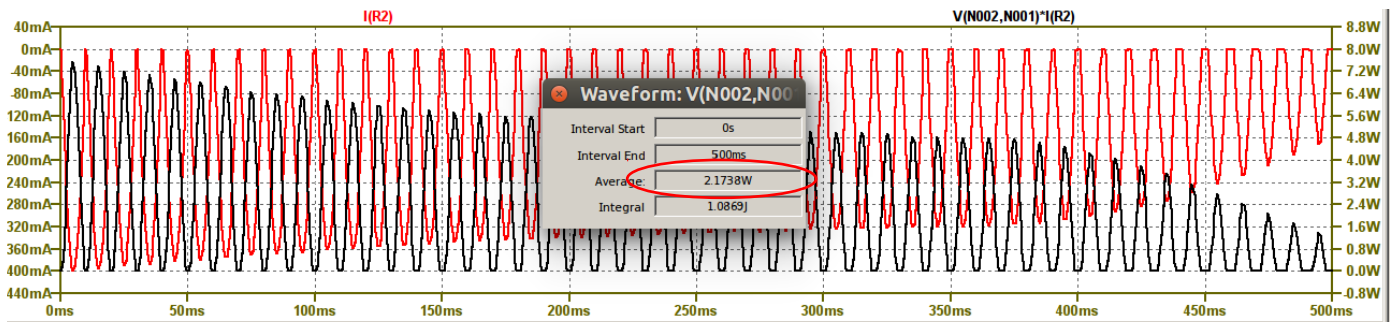 I(R2) V(N002,N001)*I(R2)
40mA 8.8W
0mA 8.0W
-40mA 7.2W
-80mA 6.4W
120mA 5.6W
160mA 4.8W
200mA 4.0W
240mA 3.2W
280mA 2.4W
320mA 1.6W
360mA 0.8W
400mA 0.0W
440mA -0.8W
Waveform: V(N002,N00
Interval Start 0s
Interval End 500ms
Average: 2.1738W
Integral 1.0869J
0ms 50ms 100ms 150ms 200ms 250ms 300ms 350ms 400ms 450ms 500ms